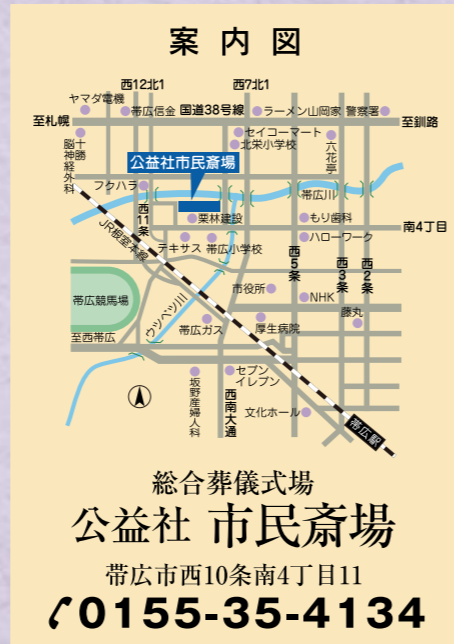 案内図
西12北1
西7北1
ヤマダ電機
帯広信金
国道38号線
ラーメン山岡家
警察署
至札幌
至釧路
十勝
脳神経外科
セイコーマート
北栄小学校
六花亭
公益社市民斎場
フクハラ
帯広川
西11条
栗林建設
もり歯科
南4丁目
JR根室本線
テキサス
帯広小学校
ハローワーク
西5条
西3条
西2条
帯広競馬場
ウツベツ川
市役所
NHK
藤丸
至西帯広
帯広ガス
厚生病院
坂野産婦人科
西南大通
セブン
イレブン
文化ホール
帯広駅
総合葬儀式場
公益社 市民斎場
帯広市西10条南4丁目11
0155-35-4134